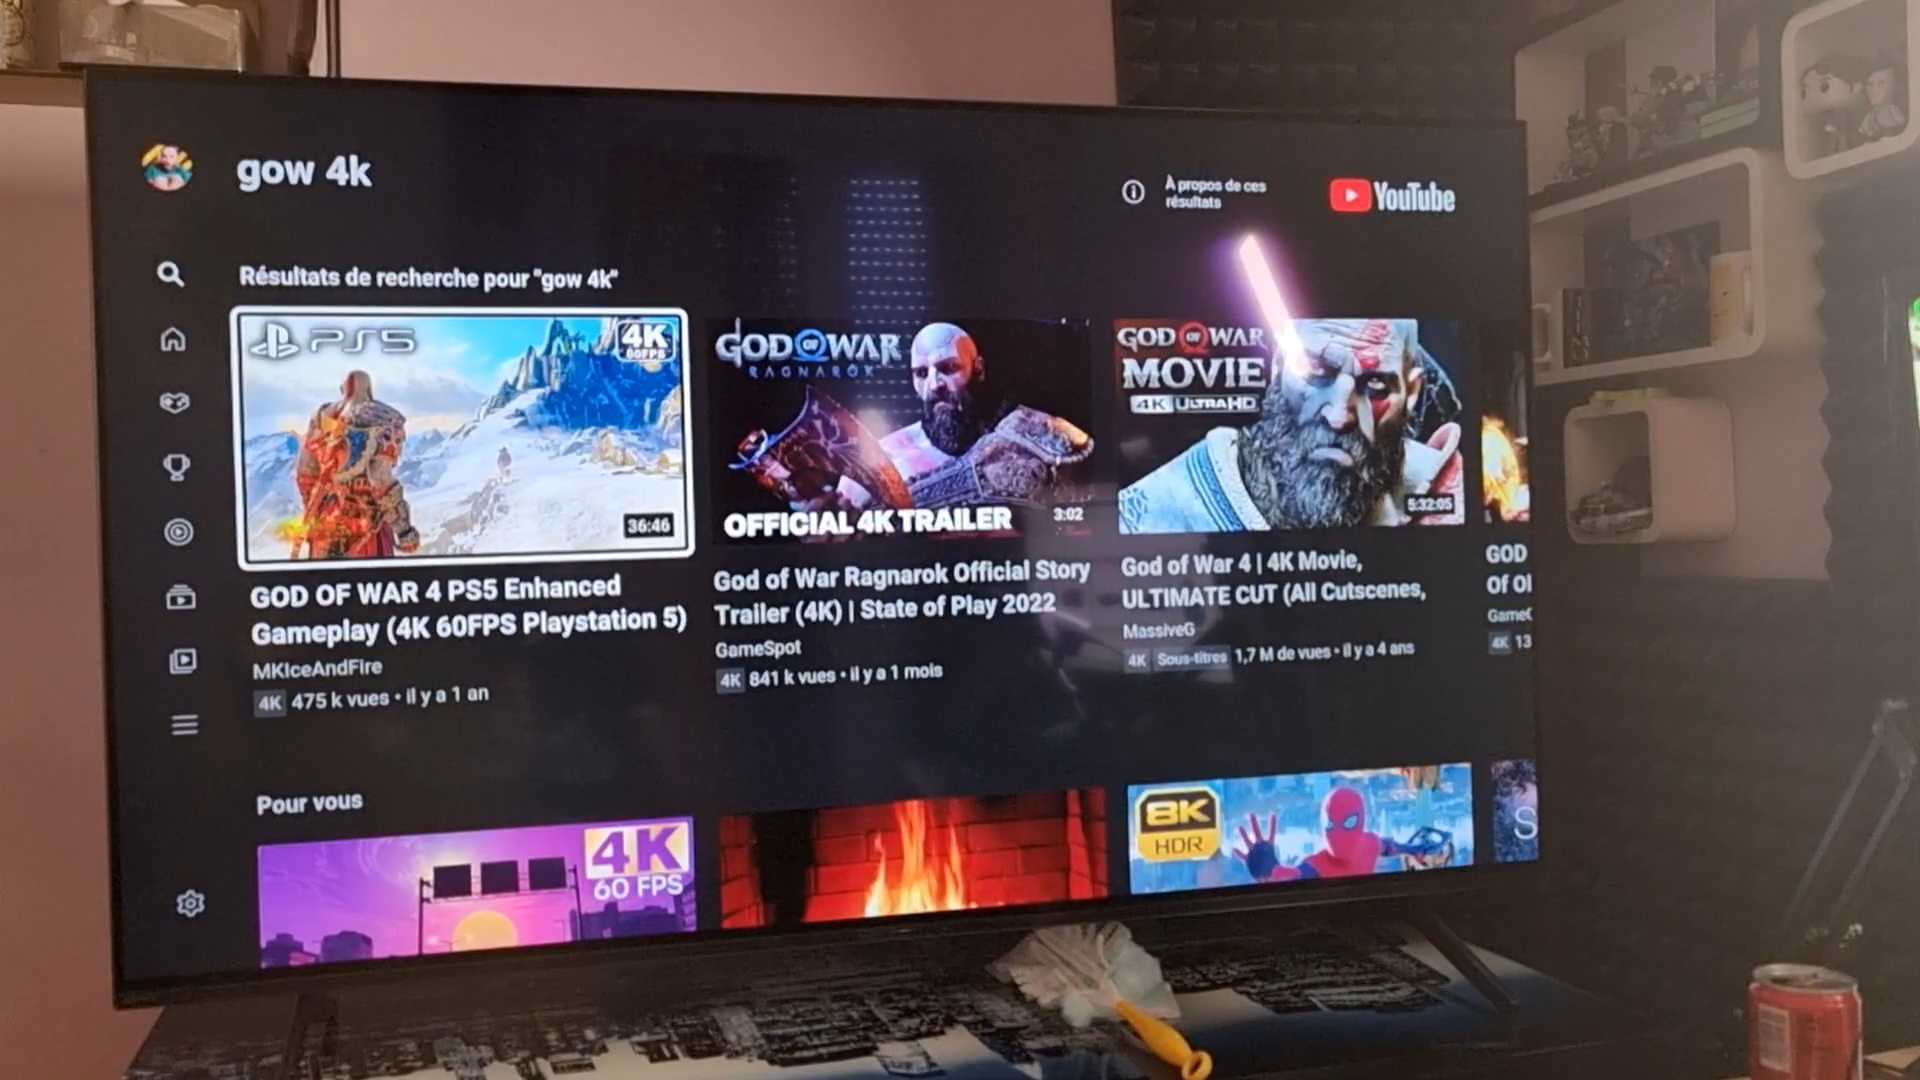 gow 4k
À propos de ces
résultats
YouTube
Résultats de recherche pour "gow 4k"
PS5
4K
60FPS
36:46
GOD OF WAR
RAGNARÖK
OFFICIAL 4K TRAILER
3:02
GOD OF WAR
MOVIE
4K ULTRA HD
5:32:05
GOD OF WAR 4 PS5 Enhanced
Gameplay (4K 60FPS Playstation 5)
MKIceAndFire
4K 475 k vues • il y a 1 an
God of War Ragnarok Official Story
Trailer (4K) | State of Play 2022
GameSpot
4K 841 k vues • il y a 1 mois
God of War 4 | 4K Movie,
ULTIMATE CUT (All Cutscenes,
MassiveG
4K Sous-titres 1,7 M de vues • il y a 4 ans
GOD
Of Ol
GameC
4K 13
Pour vous
4K
60 FPS
8K
HDR
S